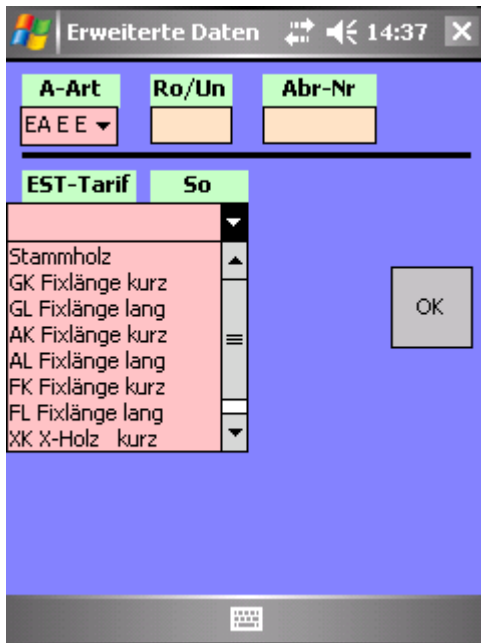 Erweiterte Daten 14:37
A-Art Ro/Un Abr-Nr
EA E E
EST-Tarif So
Stammholz
GK Fixlänge kurz
GL Fixlänge lang
AK Fixlänge kurz
AL Fixlänge lang
FK Fixlänge kurz
FL Fixlänge lang
XK X-Holz kurz
OK